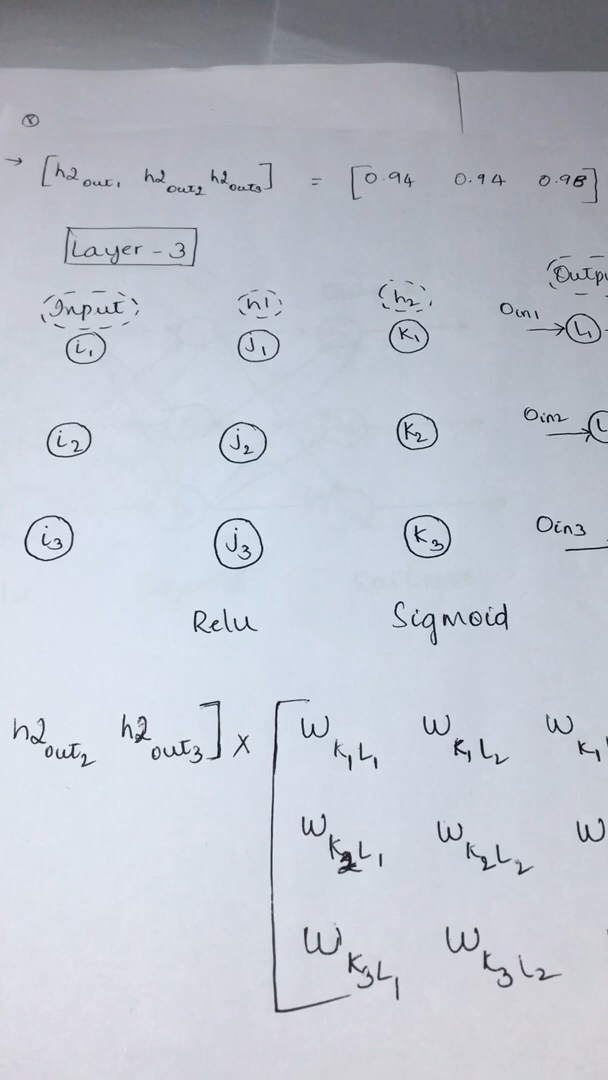 ⑧
→ [h2out1 h2out2 h2out3] = [0.94 0.94 0.98]
Layer - 3
Input h1 h2 Outpu
i1 j1 K1 Oin1 → L1
i2 j2 K2 Oin2 → L
i3 j3 K3 Oin3
Relu Sigmoid
h2out2 h2out3] × [WK1L1 WK1L2 WK1
WK2L1 WK2L2 W
WK3L1 WK3L2